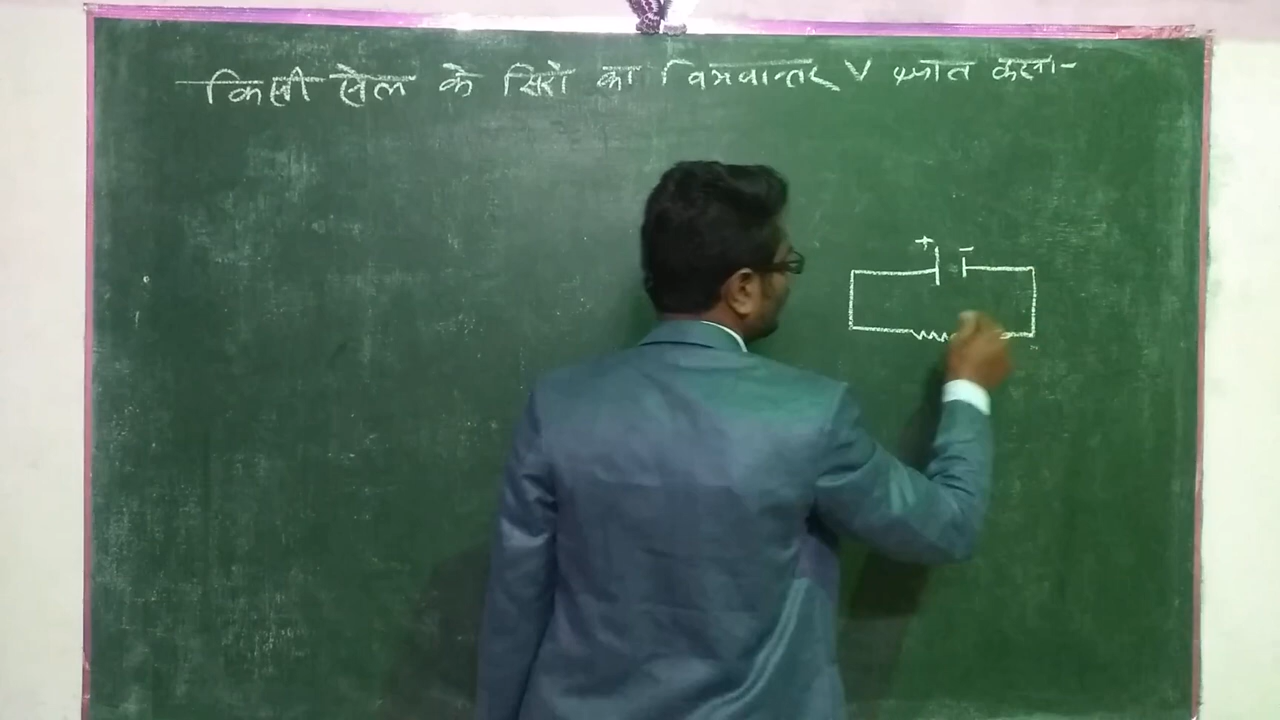 किसी सेल के सिरों का विभवान्तर V ज्ञात करना-
+ -